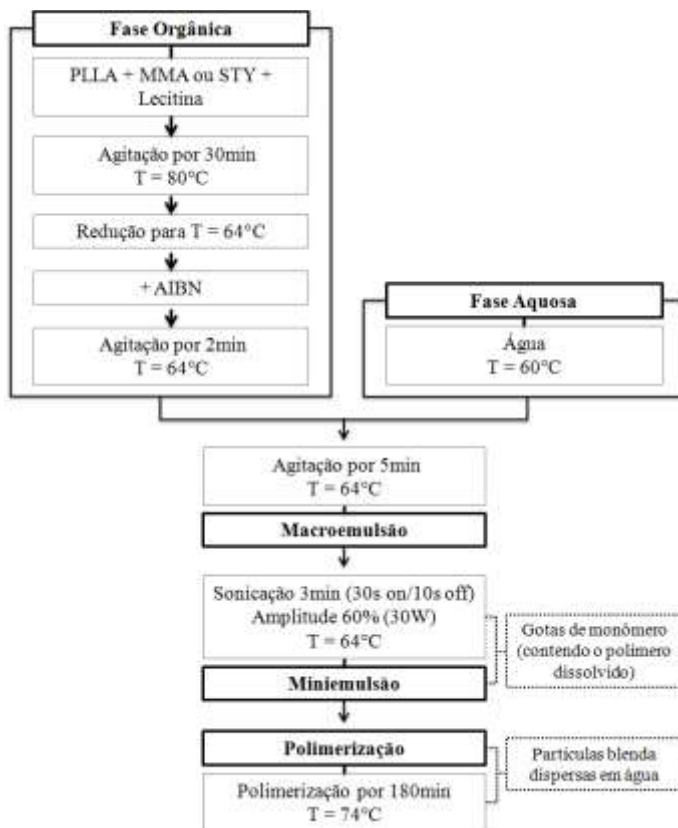 Fase Orgânica
PLLA + MMA ou STY +
Lecitina
Agitação por 30min
T = 80°C
Redução para T = 64°C
+ AIBN
Agitação por 2min
T = 64°C
Fase Aquosa
Água
T = 60°C
Agitação por 5min
T = 64°C
Macroemulsão
Sonicação 3min (30s on/10s off)
Amplitude 60% (30W)
T = 64°C
Miniemulsão
Gotas de monômero
(contendo o polímero
dissolvido)
Polimerização
Polimerização por 180min
T = 74°C
Partículas blenda
dispersas em água